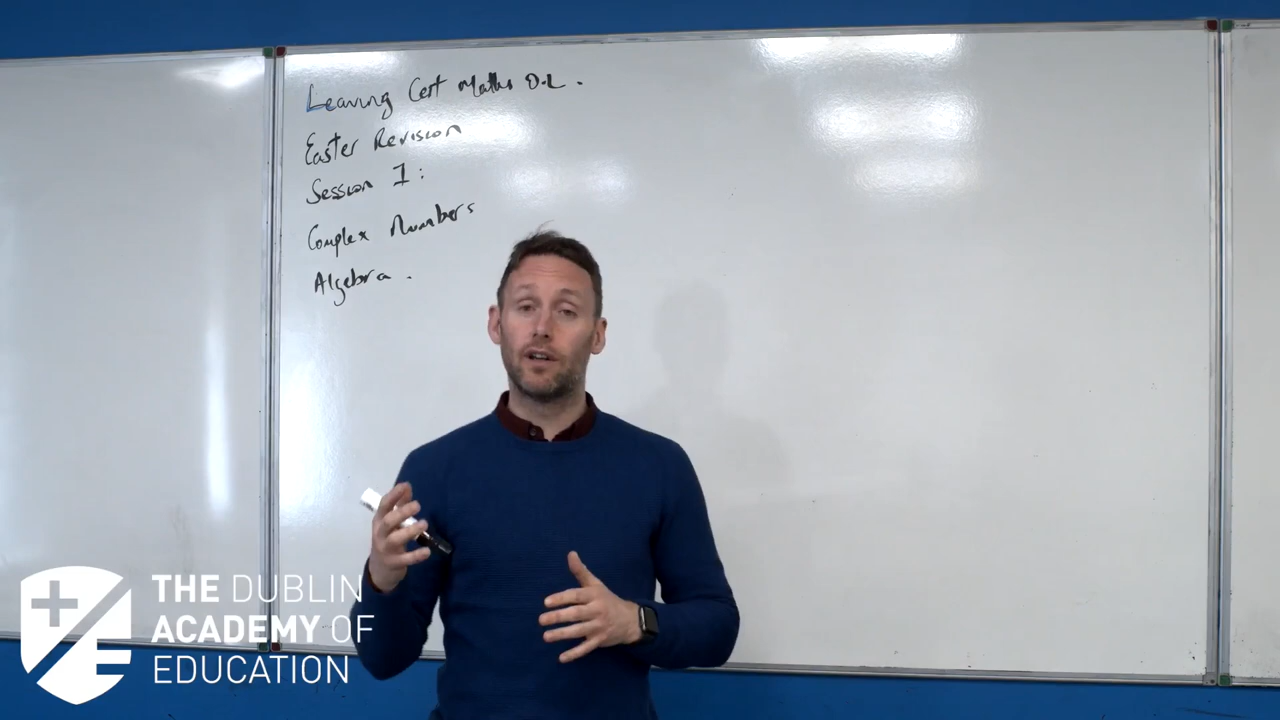 Leaving Cert Maths O.L.
Easter Revision
Session 1:
Complex Numbers
Algebra.
THE DUBLIN
ACADEMY OF
EDUCATION